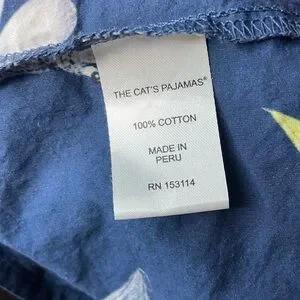 THE CAT'S PAJAMAS®
100% COTTON
MADE IN
PERU
RN 153114